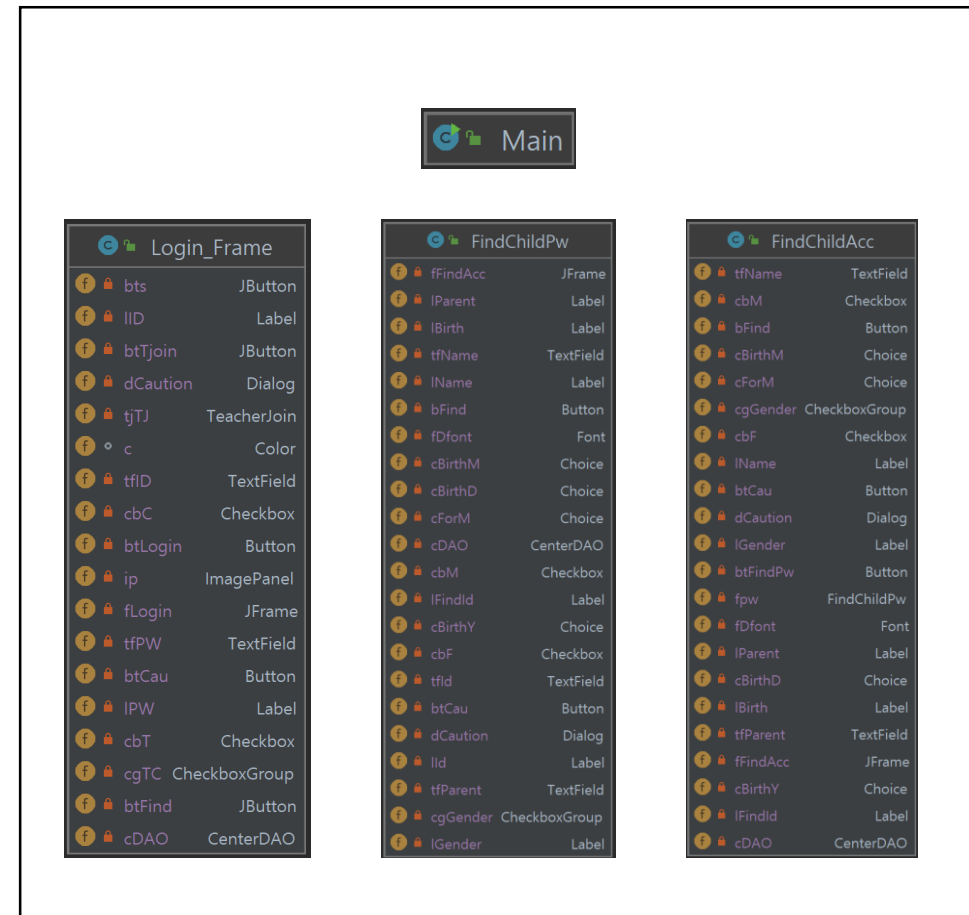 Main
Login_Frame
bts JButton
lID Label
btTjoin JButton
dCaution Dialog
tjTJ TeacherJoin
c Color
tfID TextField
cbC Checkbox
btLogin Button
ip ImagePanel
fLogin JFrame
tfPW TextField
btCau Button
lPW Label
cbT Checkbox
cgTC CheckboxGroup
btFind JButton
cDAO CenterDAO
FindChildPw
fFindAcc JFrame
lParent Label
lBirth Label
tfName TextField
lName Label
bFind Button
fDfont Font
cBirthM Choice
cBirthD Choice
cForM Choice
cDAO CenterDAO
cbM Checkbox
lFindId Label
cBirthY Choice
cbF Checkbox
tfId TextField
btCau Button
dCaution Dialog
lId Label
tfParent TextField
cgGender CheckboxGroup
lGender Label
FindChildAcc
tfName TextField
cbM Checkbox
bFind Button
cBirthM Choice
cForM Choice
cgGender CheckboxGroup
cbF Checkbox
lName Label
btCau Button
dCaution Dialog
lGender Label
btFindPw Button
fpw FindChildPw
fDfont Font
lParent Label
cBirthD Choice
lBirth Label
tfParent TextField
fFindAcc JFrame
cBirthY Choice
lFindId Label
cDAO CenterDAO